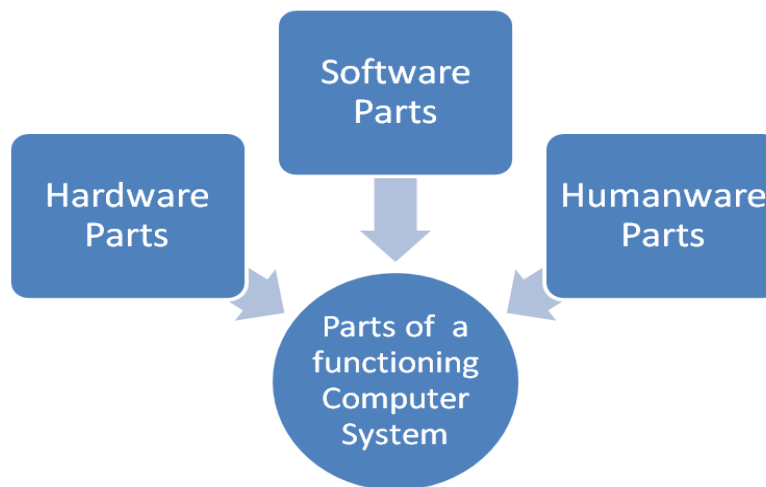 Software
Parts
Hardware
Parts
Humanware
Parts
Parts of a
functioning
Computer
System